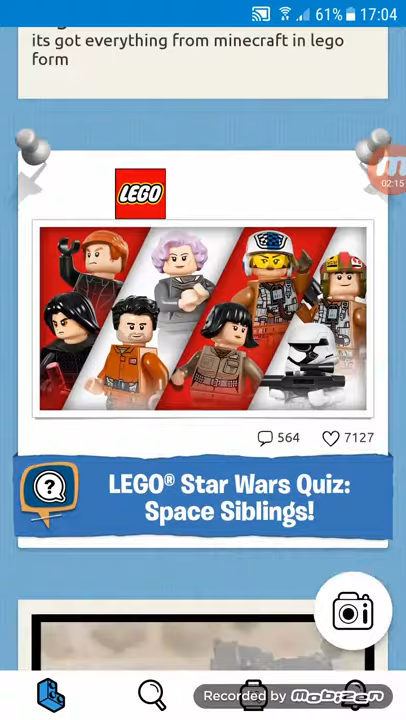 61% 17:04
its got everything from minecraft in lego
form
M
02:15
LEGO
564 7127
?
LEGO® Star Wars Quiz:
Space Siblings!
Recorded by mobizen